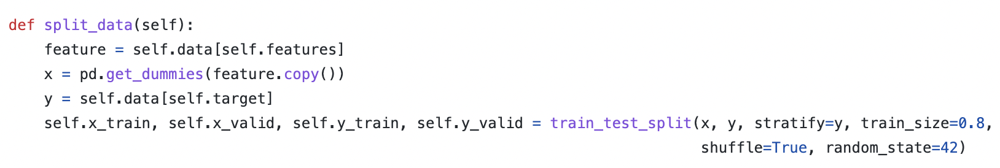 def split_data(self):
    feature = self.data[self.features]
    x = pd.get_dummies(feature.copy())
    y = self.data[self.target]
    self.x_train, self.x_valid, self.y_train, self.y_valid = train_test_split(x, y, stratify=y, train_size=0.8,
                                                                              shuffle=True, random_state=42)